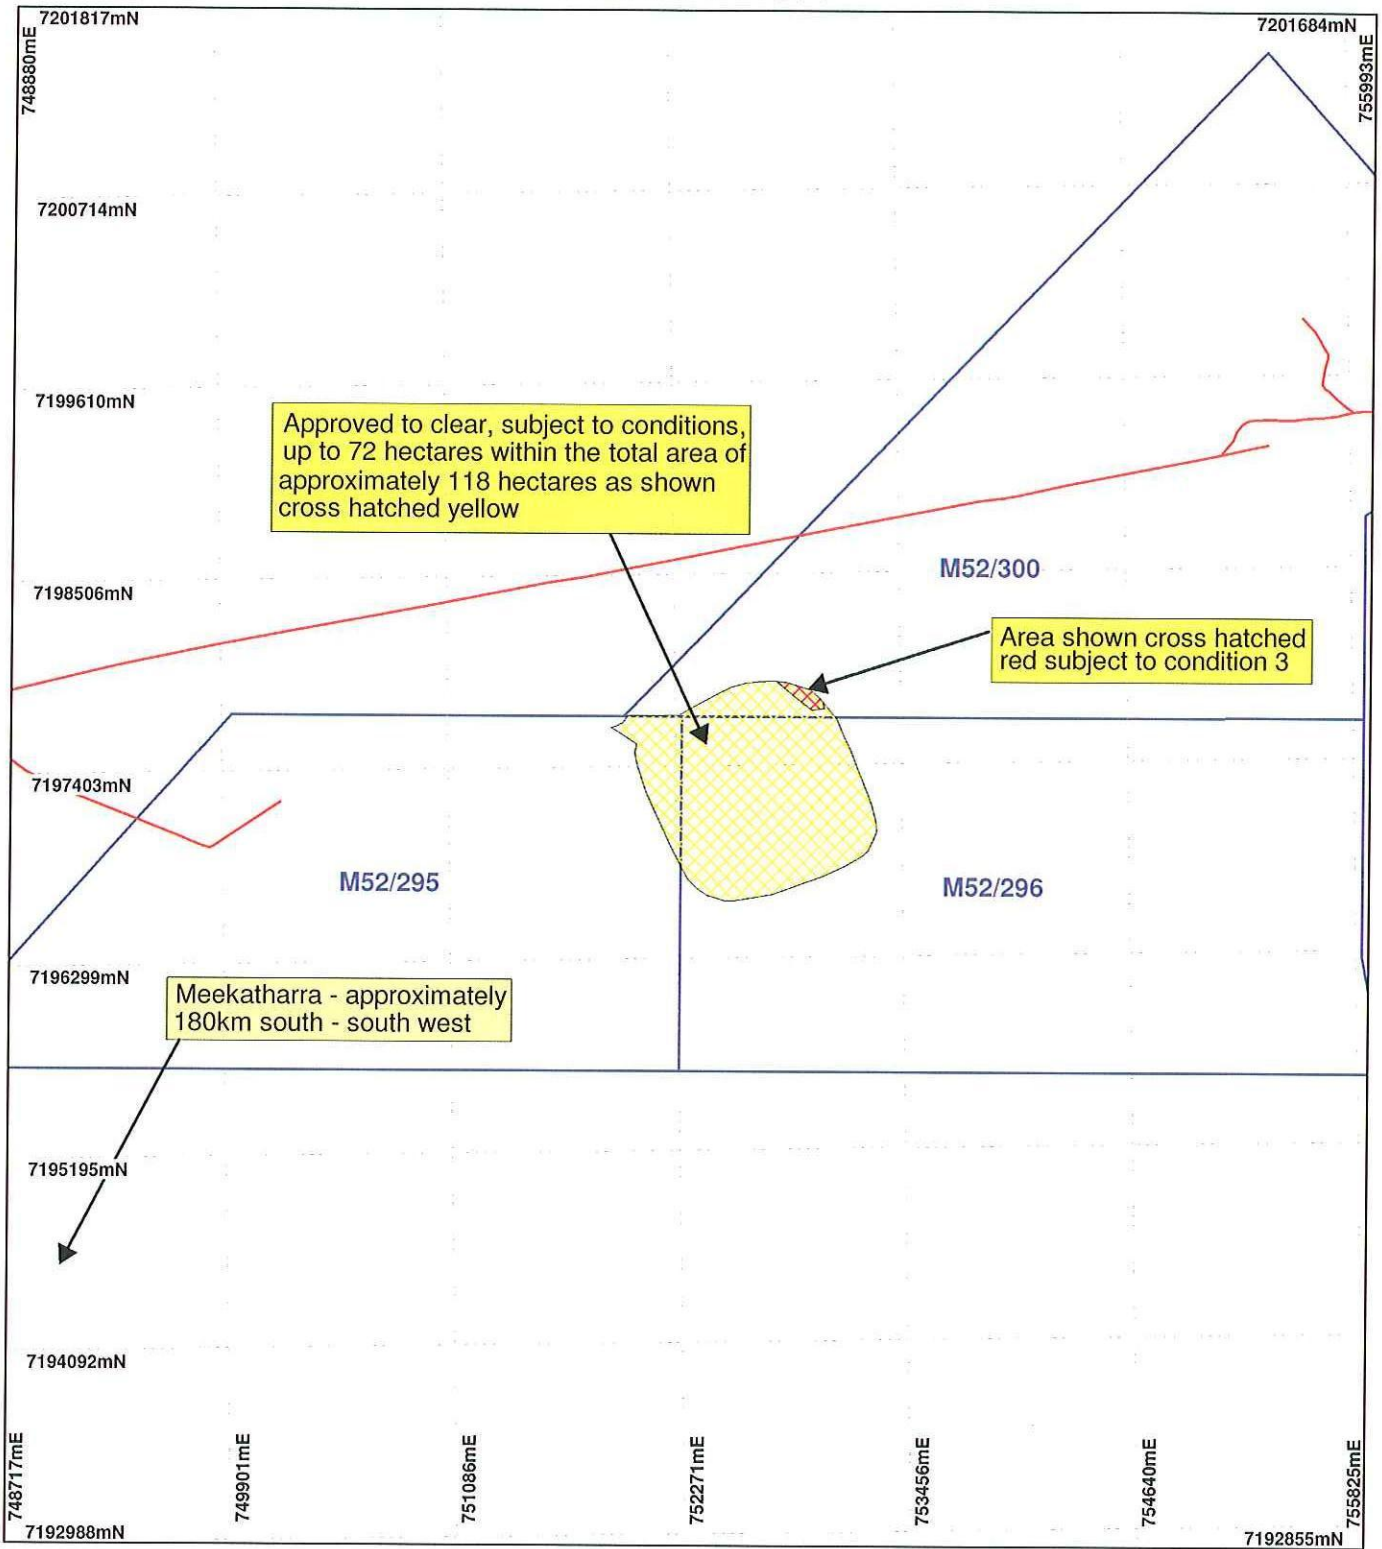 7201817mN
7201684mN
748880mE
755993mE
7200714mN
7199610mN
Approved to clear, subject to conditions,
up to 72 hectares within the total area of
approximately 118 hectares as shown
cross hatched yellow
M52/300
7198506mN
Area shown cross hatched
red subject to condition 3
7197403mN
M52/295
M52/296
7196299mN
Meekatharra - approximately
180km south - south west
7195195mN
7194092mN
748717mE
749901mE
751086mE
752271mE
753456mE
754640mE
755825mE
7192988mN
7192855mN